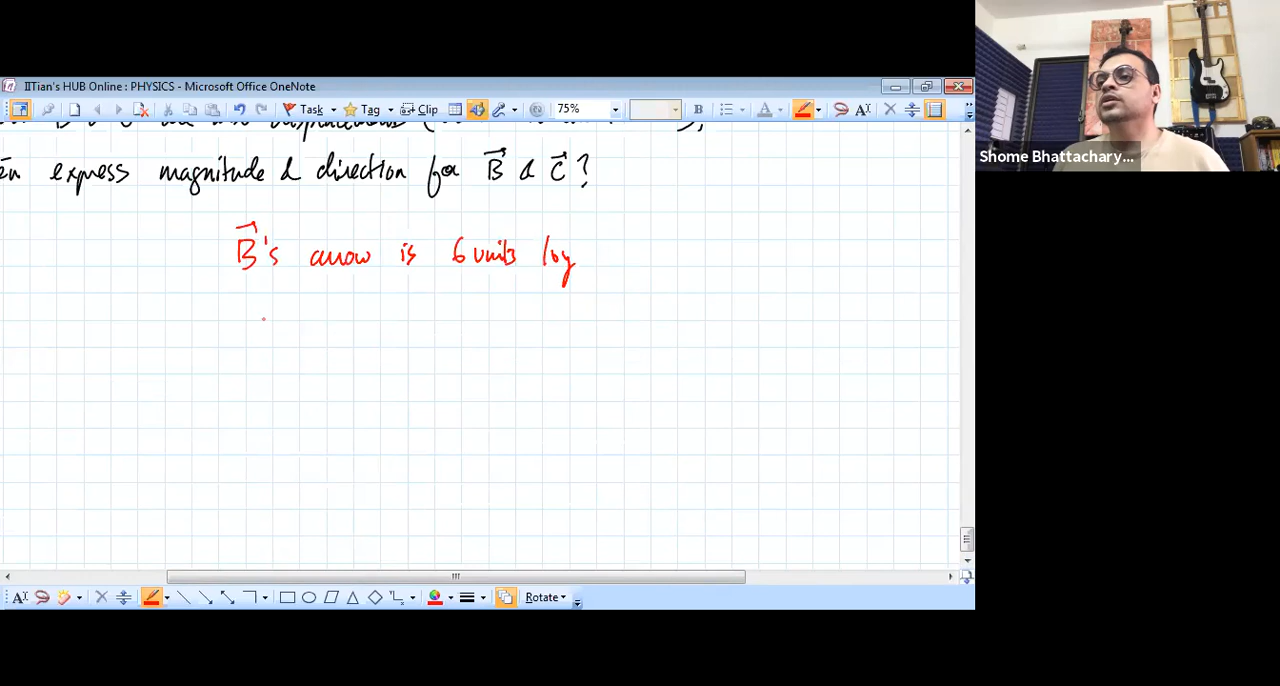 IITian's HUB Online : PHYSICS - Microsoft Office OneNote
Task Tag Clip 75% B A
express magnitude & direction for B⃗ & C⃗ ?
B⃗'s arrow is 6 units by
Rotate
Shome Bhattachary...